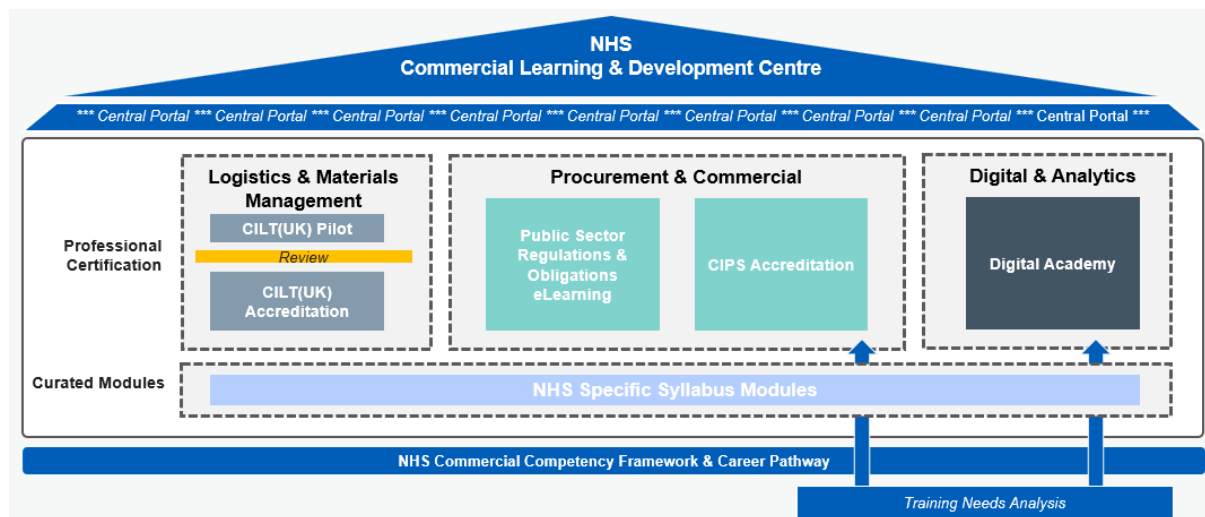 NHS
Commercial Learning & Development Centre
*** Central Portal *** Central Portal *** Central Portal *** Central Portal *** Central Portal *** Central Portal *** Central Portal *** Central Portal *** Central Portal ***
Logistics & Materials
Management
CILT(UK) Pilot
Review
CILT(UK)
Accreditation
Procurement & Commercial
Public Sector
Regulations &
Obligations
eLearning
CIPS Accreditation
Digital & Analytics
Digital Academy
Professional
Certification
Curated Modules
NHS Specific Syllabus Modules
NHS Commercial Competency Framework & Career Pathway
Training Needs Analysis